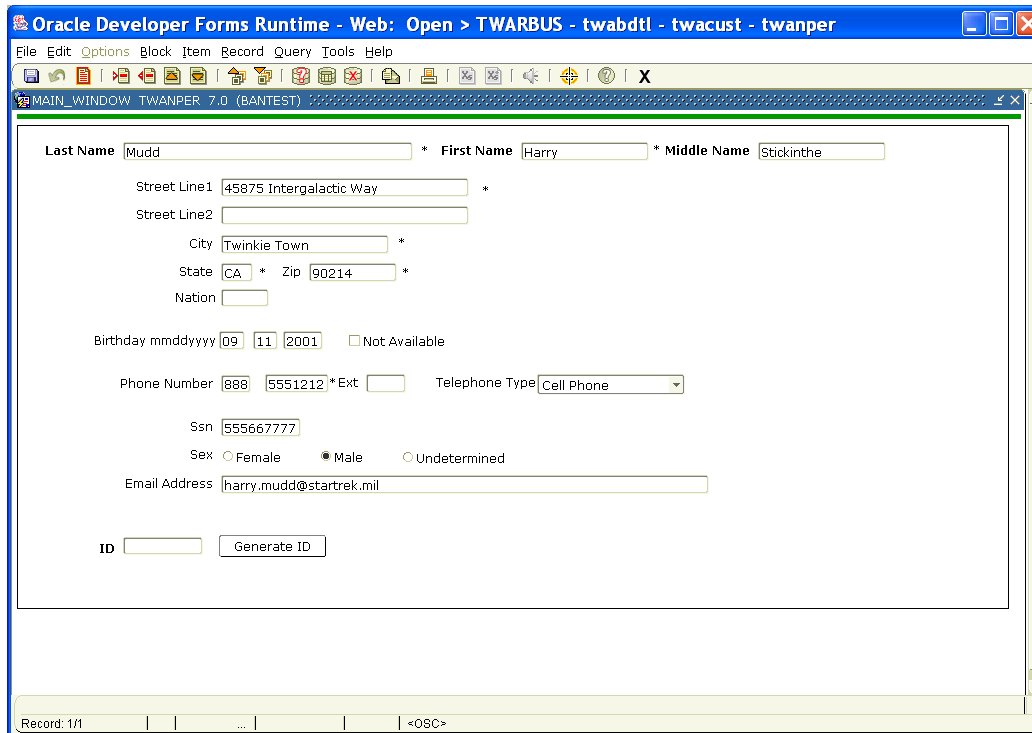 Oracle Developer Forms Runtime - Web: Open > TWARBUS - twabdtl - twacust - twanper
File Edit Options Block Item Record Query Tools Help
X
MAIN_WINDOW TWANPER 7.0 (BANTEST)
Last Name Mudd * First Name Harry * Middle Name Stickinthe
Street Line1 45875 Intergalactic Way *
Street Line2
City Twinkie Town *
State CA * Zip 90214 *
Nation
Birthday mmddyyyy 09 11 2001 Not Available
Phone Number 888 5551212 * Ext Telephone Type Cell Phone
Ssn 555667777
Sex Female Male Undetermined
Email Address harry.mudd@startrek.mil
ID Generate ID
Record: 1/1 ... <OSC>